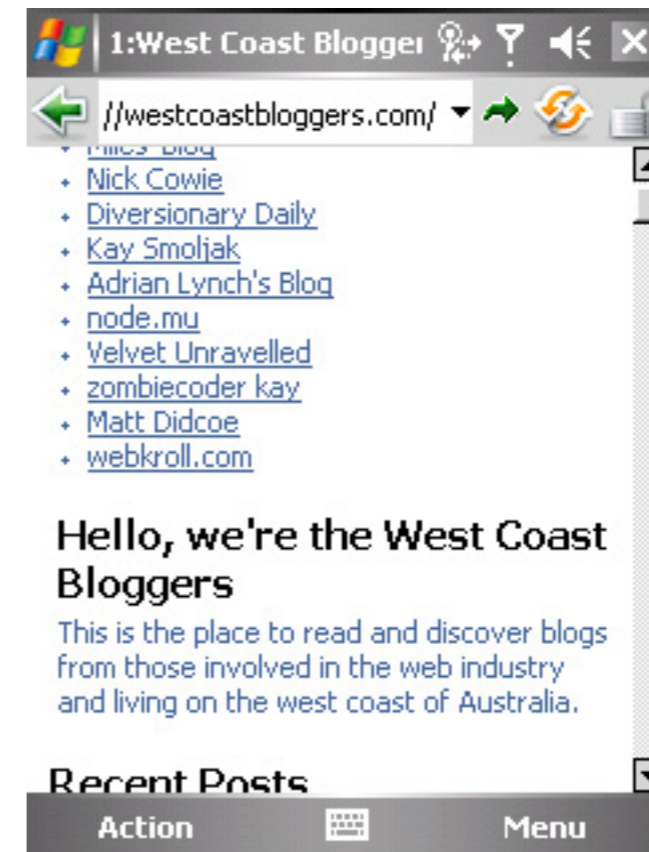 1:West Coast Blogger
//westcoastbloggers.com/
Miles' Blog
Nick Cowie
Diversionary Daily
Kay Smoljak
Adrian Lynch's Blog
node.mu
Velvet Unravelled
zombiecoder kay
Matt Didcoe
webkroll.com
Hello, we're the West Coast
Bloggers
This is the place to read and discover blogs
from those involved in the web industry
and living on the west coast of Australia.
Recent Posts
Action
Menu